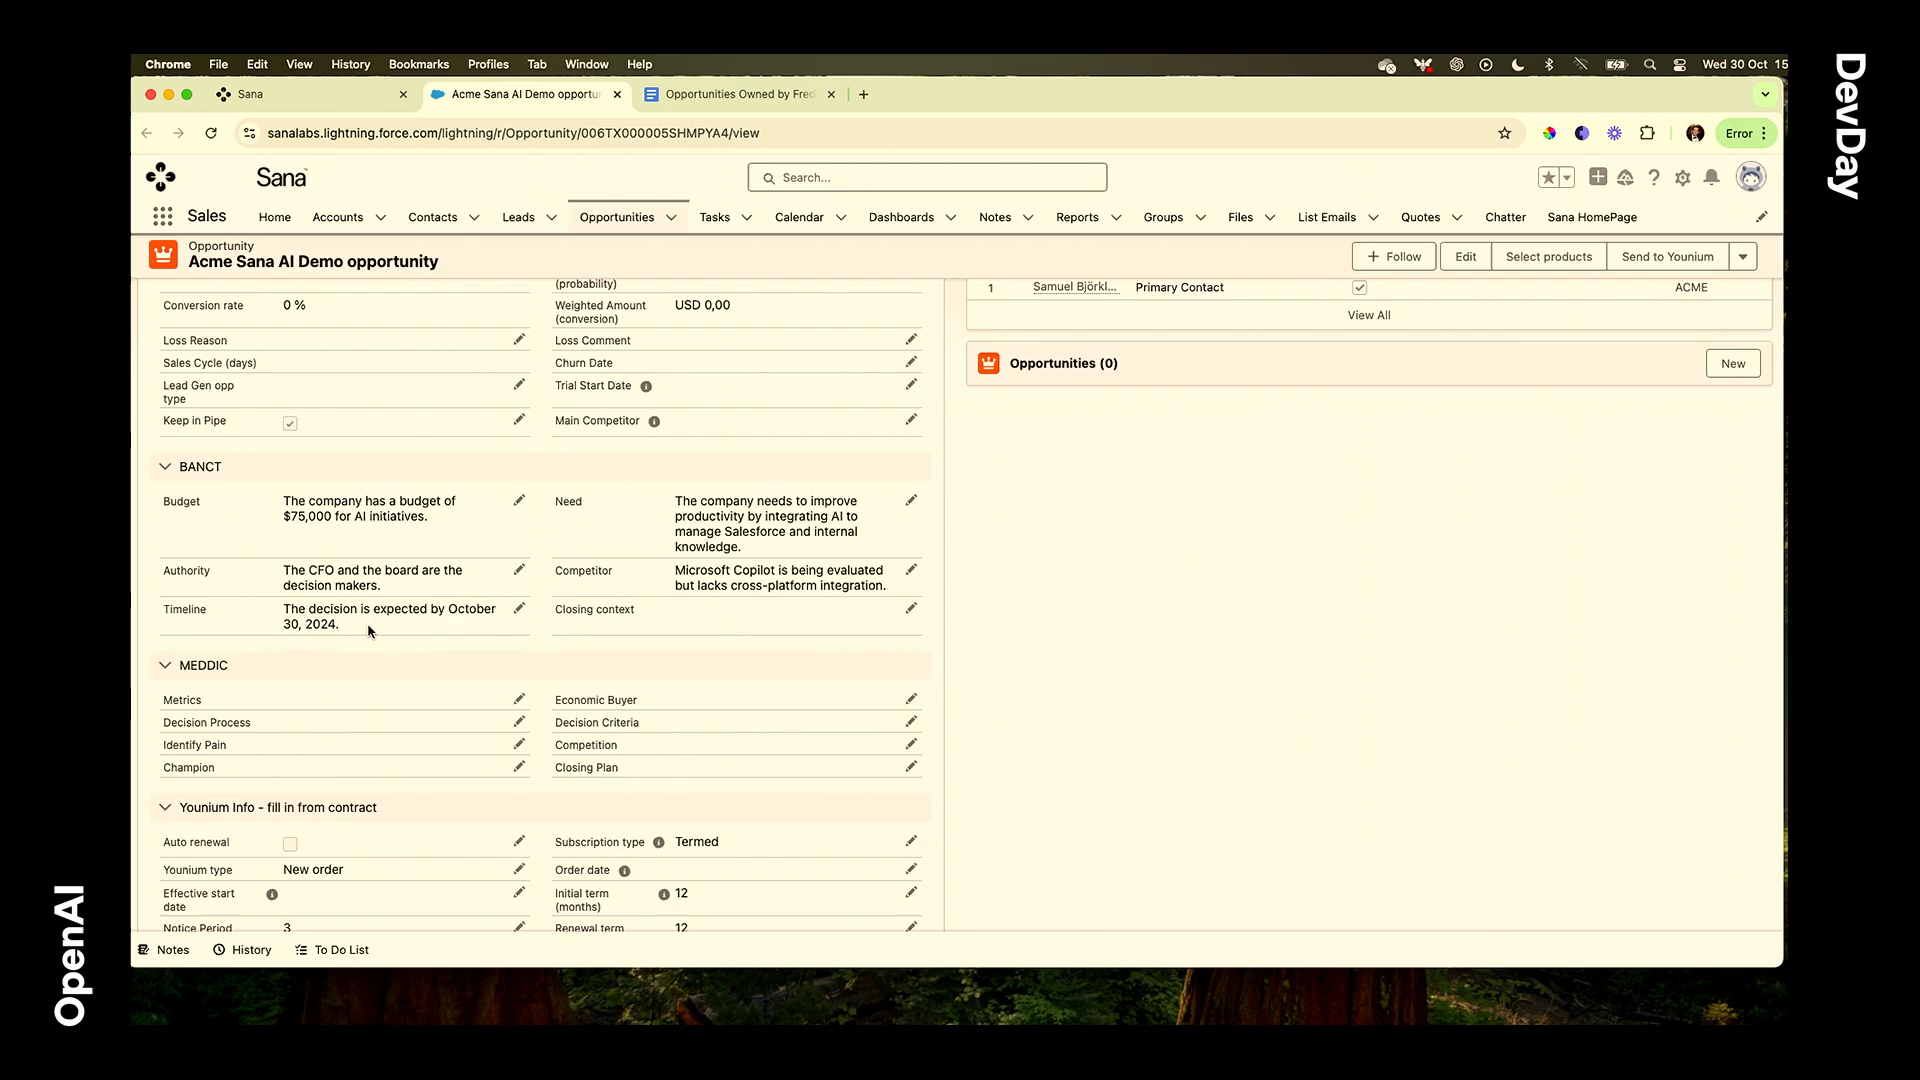 Chrome File Edit View History Bookmarks Profiles Tab Window Help Wed 30 Oct 15
Sana Acme Sana AI Demo opportu Opportunities Owned by Fred
sanalabs.lightning.force.com/lightning/r/Opportunity/006TX000005SHMPYA4/view Error
Sana Search...
Sales Home Accounts Contacts Leads Opportunities Tasks Calendar Dashboards Notes Reports Groups Files List Emails Quotes Chatter Sana HomePage
Opportunity
Acme Sana AI Demo opportunity
Follow Edit Select products Send to Younium
(probability)
Conversion rate 0 % Weighted Amount USD 0,00
(conversion)
Loss Reason Loss Comment
Sales Cycle (days) Churn Date
Lead Gen opp Trial Start Date
type
Keep in Pipe Main Competitor
BANCT
Budget The company has a budget of
$75,000 for AI initiatives.
Need The company needs to improve
productivity by integrating AI to
manage Salesforce and internal
knowledge.
Authority The CFO and the board are the
decision makers.
Competitor Microsoft Copilot is being evaluated
but lacks cross-platform integration.
Timeline The decision is expected by October
30, 2024.
Closing context
MEDDIC
Metrics Economic Buyer
Decision Process Decision Criteria
Identify Pain Competition
Champion Closing Plan
Younium Info - fill in from contract
Auto renewal Subscription type Termed
Younium type New order Order date
Effective start
date
Initial term 12
(months)
Notice Period 3 Renewal term 12
1 Samuel Björkl... Primary Contact ACME
View All
Opportunities (0) New
Notes History To Do List
DevDay
OpenAI